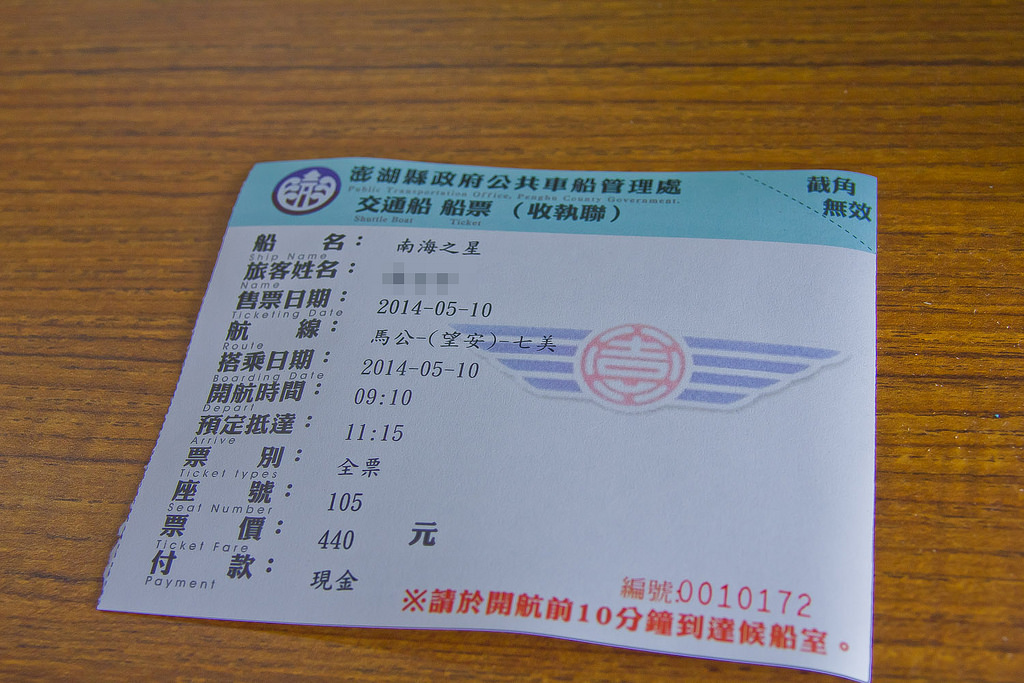 澎湖縣政府公共車船管理處
Public Transportation Office, Penghu County Government.
交通船 船票 （收執聯）
Shuttle Boat Ticket
截角
無效
船 名： 南海之星
Ship Name
旅客姓名：
Name
售票日期： 2014-05-10
Ticketing Date
航 線： 馬公-(望安)-七美
Route
搭乘日期： 2014-05-10
Boarding Date
開航時間： 09:10
Depart
預定抵達： 11:15
Arrive
票 別： 全票
Ticket types
座 號： 105
Seat Number
票 價： 440 元
Ticket Fare
付 款： 現金
Payment
編號:0010172
※請於開航前10分鐘到達候船室。